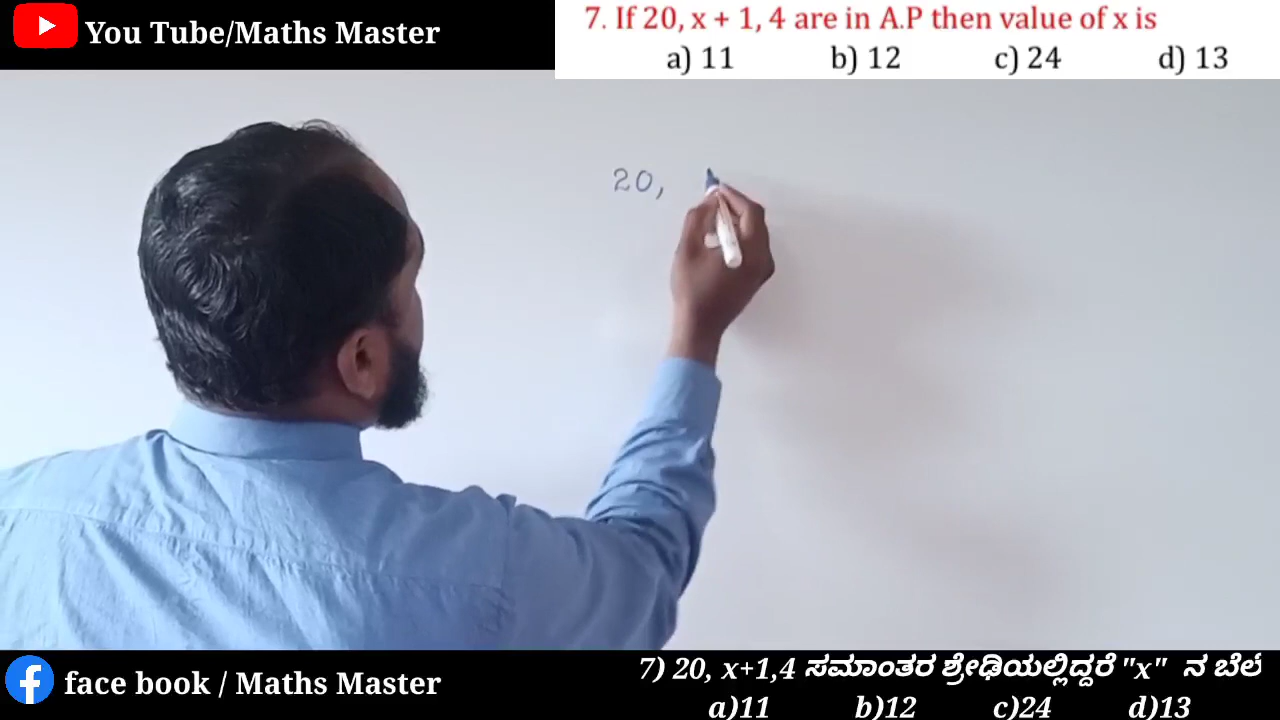 You Tube/Maths Master
7. If 20, x + 1, 4 are in A.P then value of x is
a) 11 b) 12 c) 24 d) 13
20,
face book / Maths Master
7) 20, x+1,4 ಸಮಾಂತರ ಶ್ರೇಢಿಯಲ್ಲಿದ್ದರೆ "x" ನ
a)11 b)12 c)24 d)13